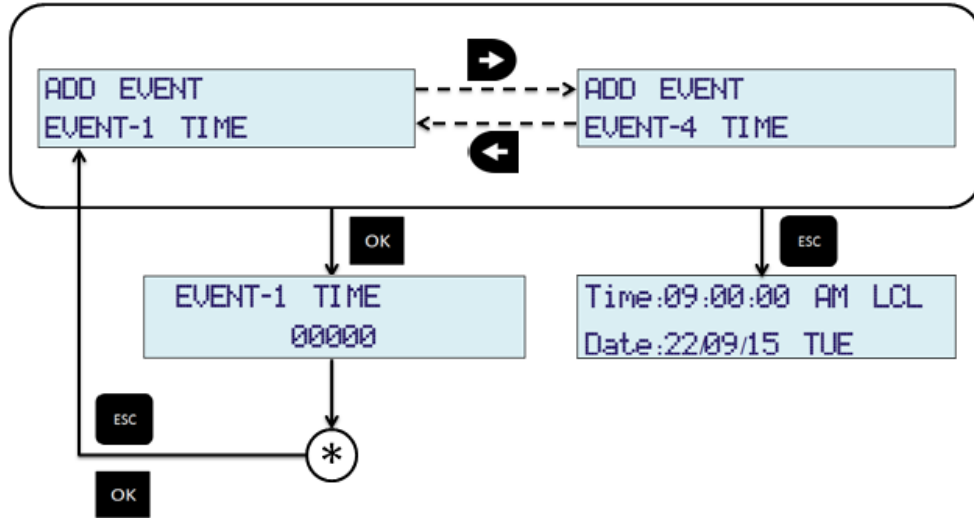 ADD EVENT
EVENT-1 TIME
ADD EVENT
EVENT-4 TIME
OK
ESC
EVENT-1 TIME
00000
Time:09:00:00 AM LCL
Date:22/09/15 TUE
ESC
*
OK